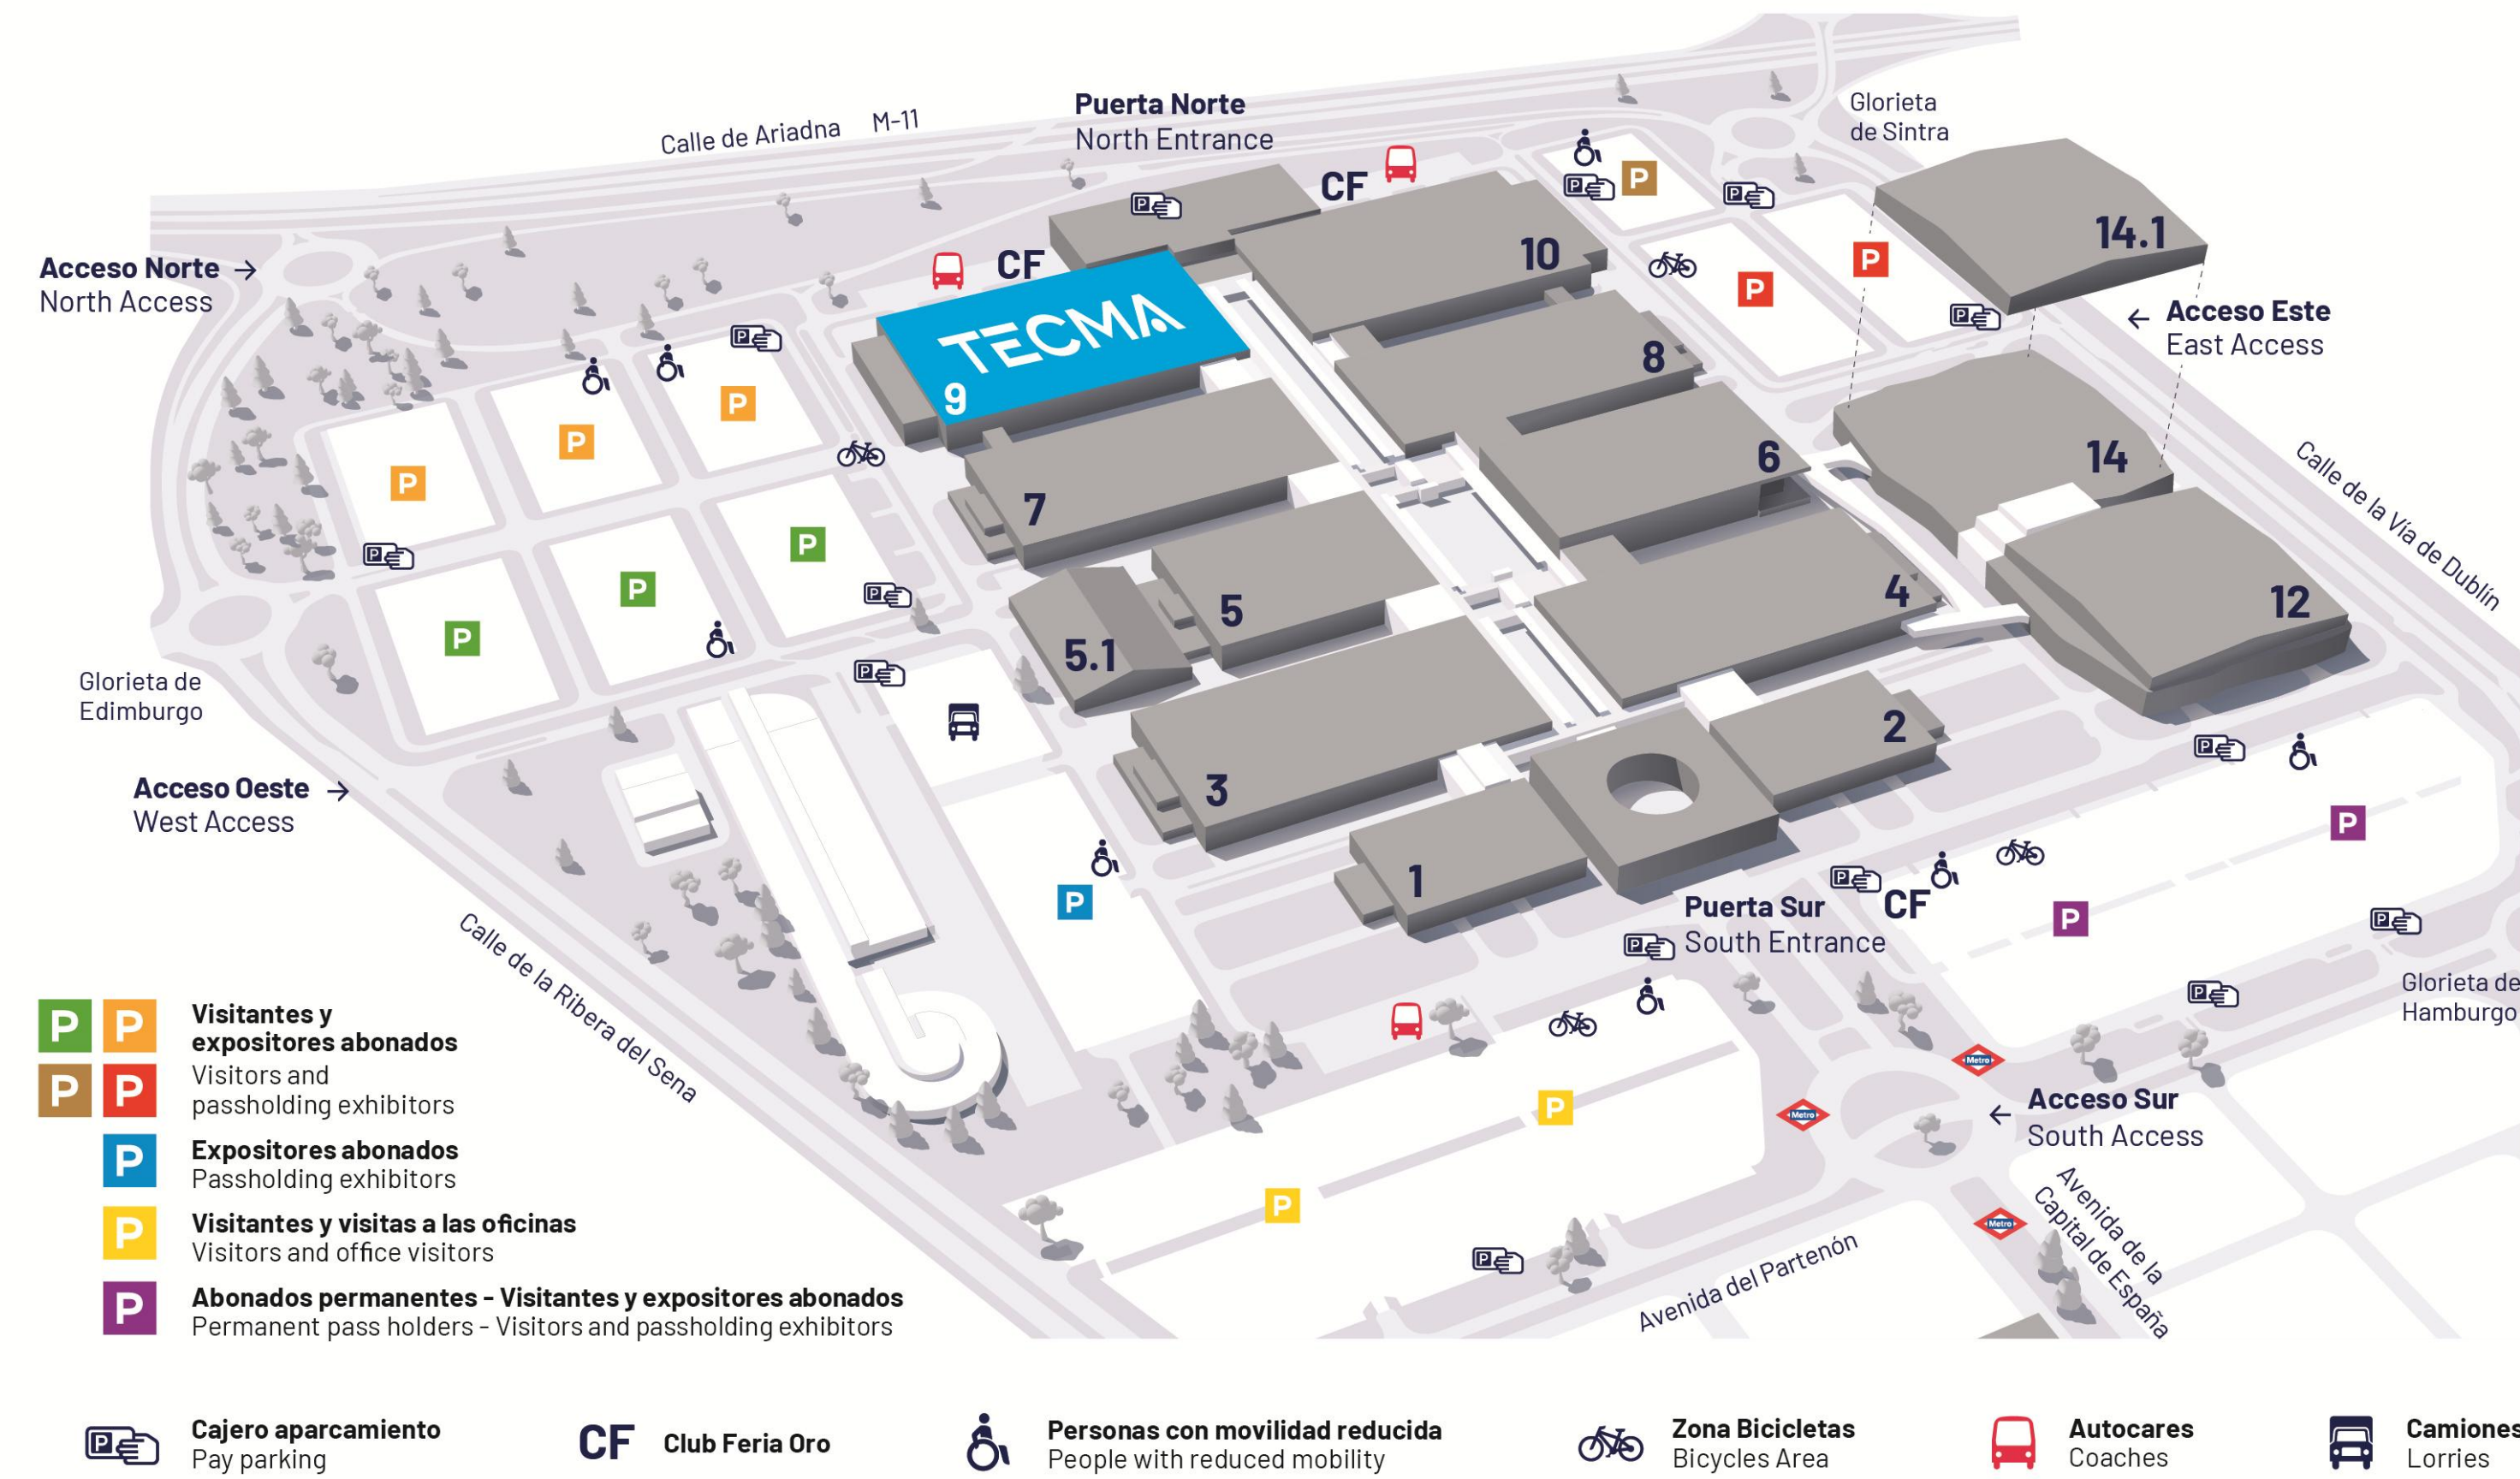 Calle de Ariadna M-11
Puerta Norte
North Entrance
Glorieta
de Sintra
CF
P
P
P
10
14.1
Acceso Norte →
North Access
CF
P
P
P
← Acceso Este
East Access
TECMA
9
8
P
P
P
P
6
14
Calle de la Vía de Dublín
7
P
P
P
P
P
P
5
4
12
5.1
Glorieta de
Edimburgo
2
P
Acceso Oeste →
West Access
3
P
1
P
P
CF
Puerta Sur
South Entrance
P
P
P
P
Calle de la Ribera del Sena
Glorieta de
Hamburgo
Metro
Metro
P
← Acceso Sur
South Access
P
Metro
Avenida de la
Capital de España
P
Avenida del Partenón
P P
Visitantes y
expositores abonados
P P
Visitors and
passholding exhibitors
P
Expositores abonados
Passholding exhibitors
P
Visitantes y visitas a las oficinas
Visitors and office visitors
P
Abonados permanentes - Visitantes y expositores abonados
Permanent pass holders - Visitors and passholding exhibitors
P
Cajero aparcamiento
Pay parking
CF Club Feria Oro
Personas con movilidad reducida
People with reduced mobility
Zona Bicicletas
Bicycles Area
Autocares
Coaches
Camiones
Lorries